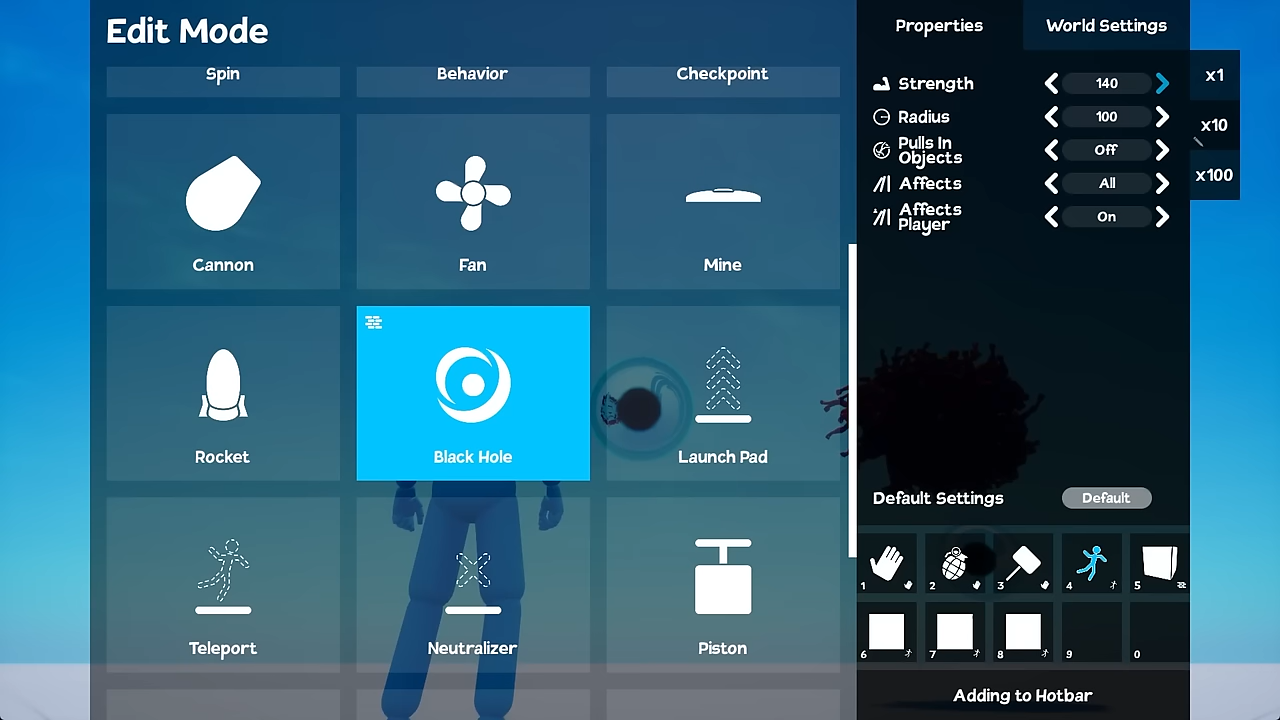 Edit Mode
Properties
World Settings
Spin
Behavior
Checkpoint
Strength
140
x1
Radius
100
x10
Pulls In
Objects
Off
Affects
All
x100
Affects
Player
On
Cannon
Fan
Mine
Rocket
Black Hole
Launch Pad
Default Settings
Default
1
2
3
4
5
6
7
8
9
0
Teleport
Neutralizer
Piston
Adding to Hotbar